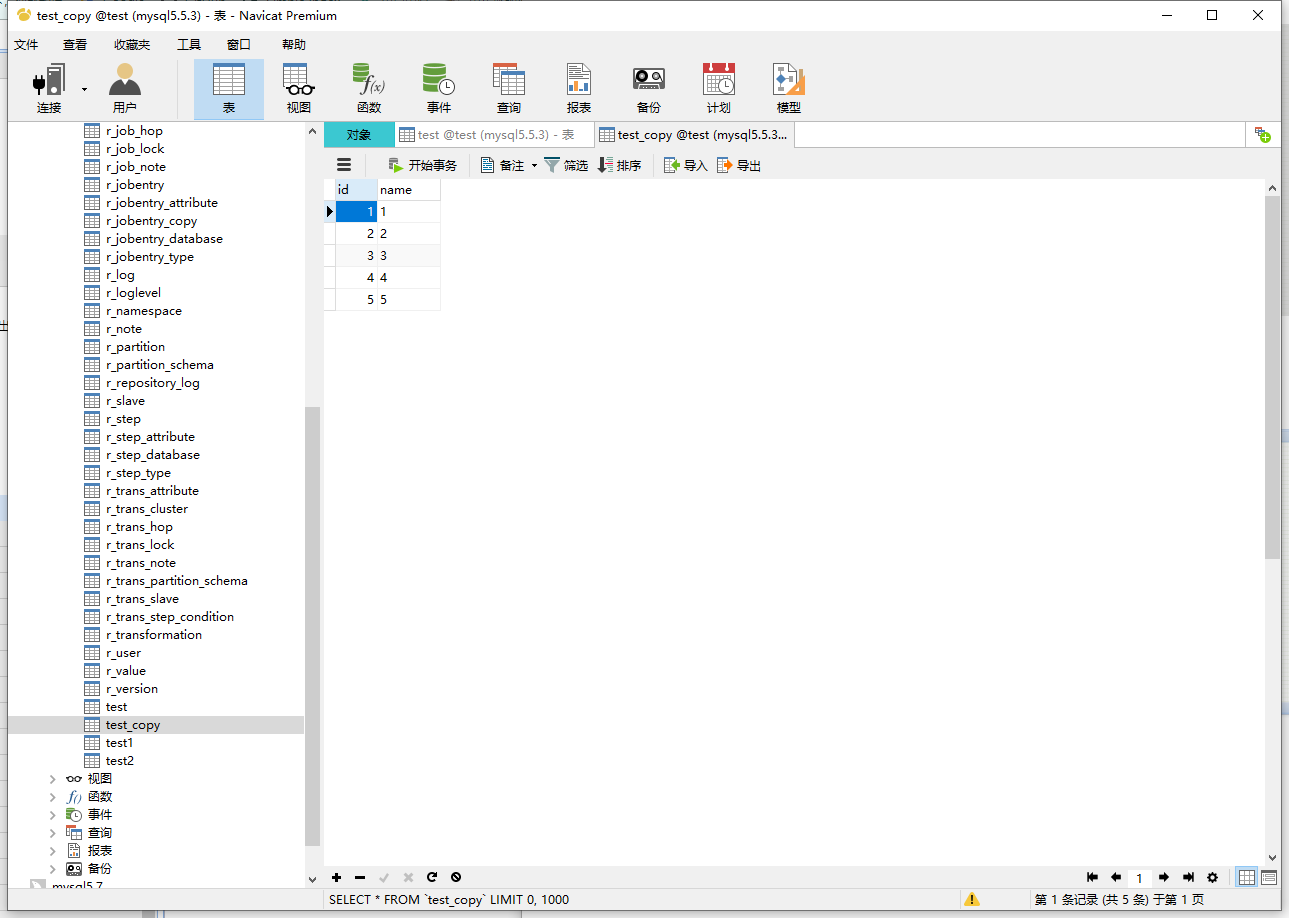 test_copy @test (mysql5.5.3) - 表 - Navicat Premium
文件 查看 收藏夹 工具 窗口 帮助
连接 用户 表 视图 函数 事件 查询 报表 备份 计划 模型
r_job_hop
r_job_lock
r_job_note
r_jobentry
r_jobentry_attribute
r_jobentry_copy
r_jobentry_database
r_jobentry_type
r_log
r_loglevel
r_namespace
r_note
r_partition
r_partition_schema
r_repository_log
r_slave
r_step
r_step_attribute
r_step_database
r_step_type
r_trans_attribute
r_trans_cluster
r_trans_hop
r_trans_lock
r_trans_note
r_trans_partition_schema
r_trans_slave
r_trans_step_condition
r_transformation
r_user
r_value
r_version
test
test_copy
test1
test2
视图
函数
事件
查询
报表
备份
mysql5.7
对象 test @test (mysql5.5.3) - 表 test_copy @test (mysql5.5.3...
开始事务 备注 筛选 排序 导入 导出
id name
1 1
2 2
3 3
4 4
5 5
1
SELECT * FROM `test_copy` LIMIT 0, 1000 第 1 条记录 (共 5 条) 于第 1 页